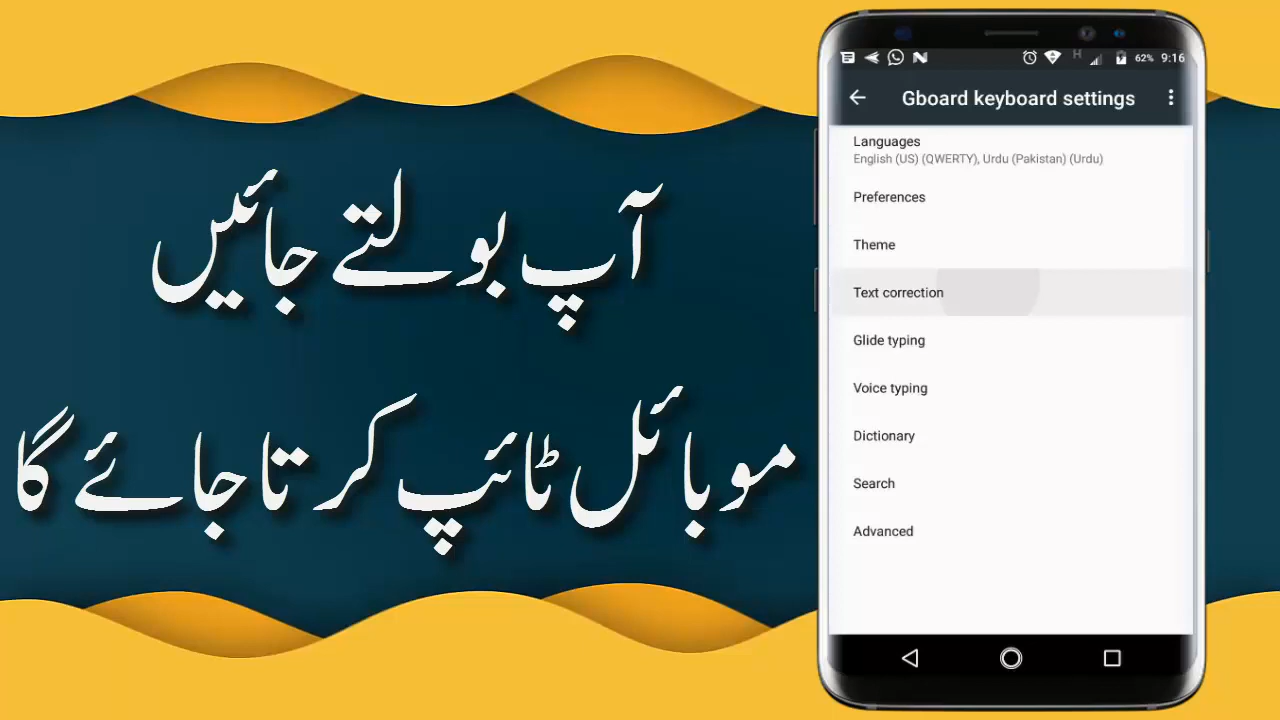 آپ بولتے جائیں
موبائل ٹائپ کرتا جائے گا
H 62% 9:16
Gboard keyboard settings
Languages
English (US) (QWERTY), Urdu (Pakistan) (Urdu)
Preferences
Theme
Text correction
Glide typing
Voice typing
Dictionary
Search
Advanced